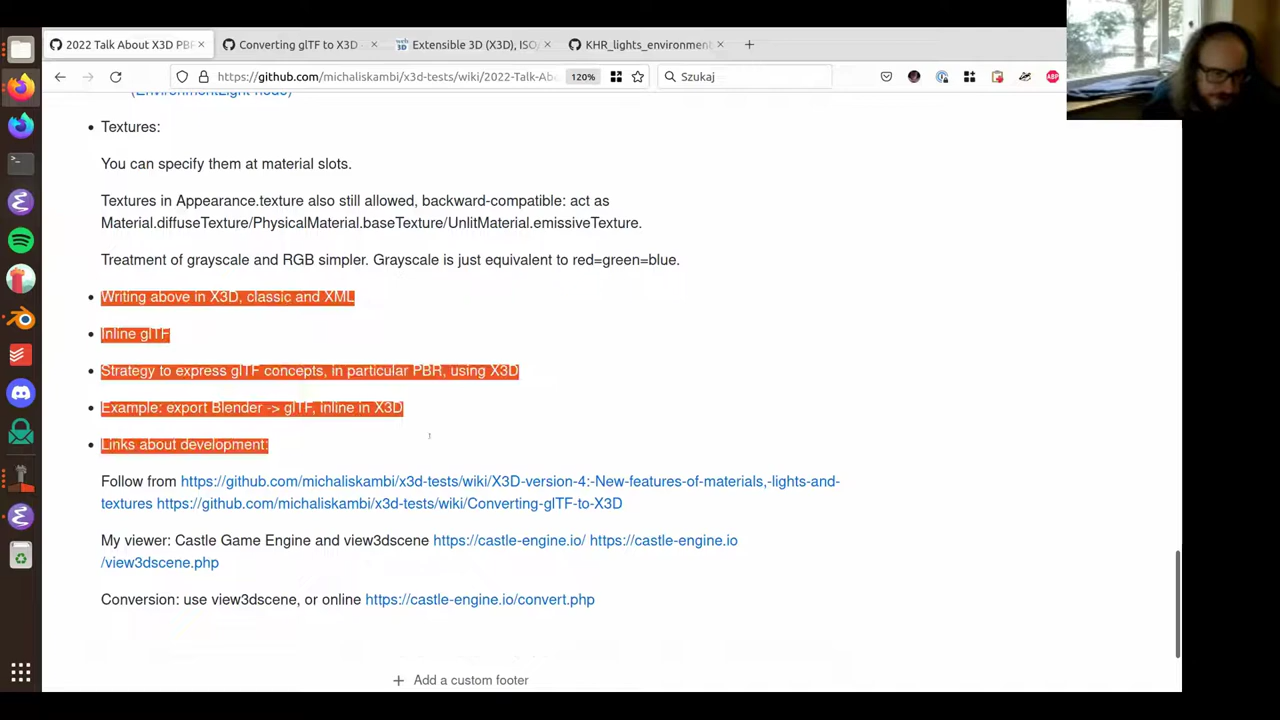 2022 Talk About X3D PBR
Converting glTF to X3D
Extensible 3D (X3D), ISO/
KHR_lights_environment
https://github.com/michaliskambi/x3d-tests/wiki/2022-Talk-Abo
120%
Szukaj
(EnvironmentLight node)
Textures:
You can specify them at material slots.
Textures in Appearance.texture also still allowed, backward-compatible: act as
Material.diffuseTexture/PhysicalMaterial.baseTexture/UnlitMaterial.emissiveTexture.
Treatment of grayscale and RGB simpler. Grayscale is just equivalent to red=green=blue.
Writing above in X3D, classic and XML
Inline glTF
Strategy to express glTF concepts, in particular PBR, using X3D
Example: export Blender -> glTF, inline in X3D
Links about development:
Follow from https://github.com/michaliskambi/x3d-tests/wiki/X3D-version-4:-New-features-of-materials,-lights-and-
textures https://github.com/michaliskambi/x3d-tests/wiki/Converting-glTF-to-X3D
My viewer: Castle Game Engine and view3dscene https://castle-engine.io/ https://castle-engine.io
/view3dscene.php
Conversion: use view3dscene, or online https://castle-engine.io/convert.php
+ Add a custom footer